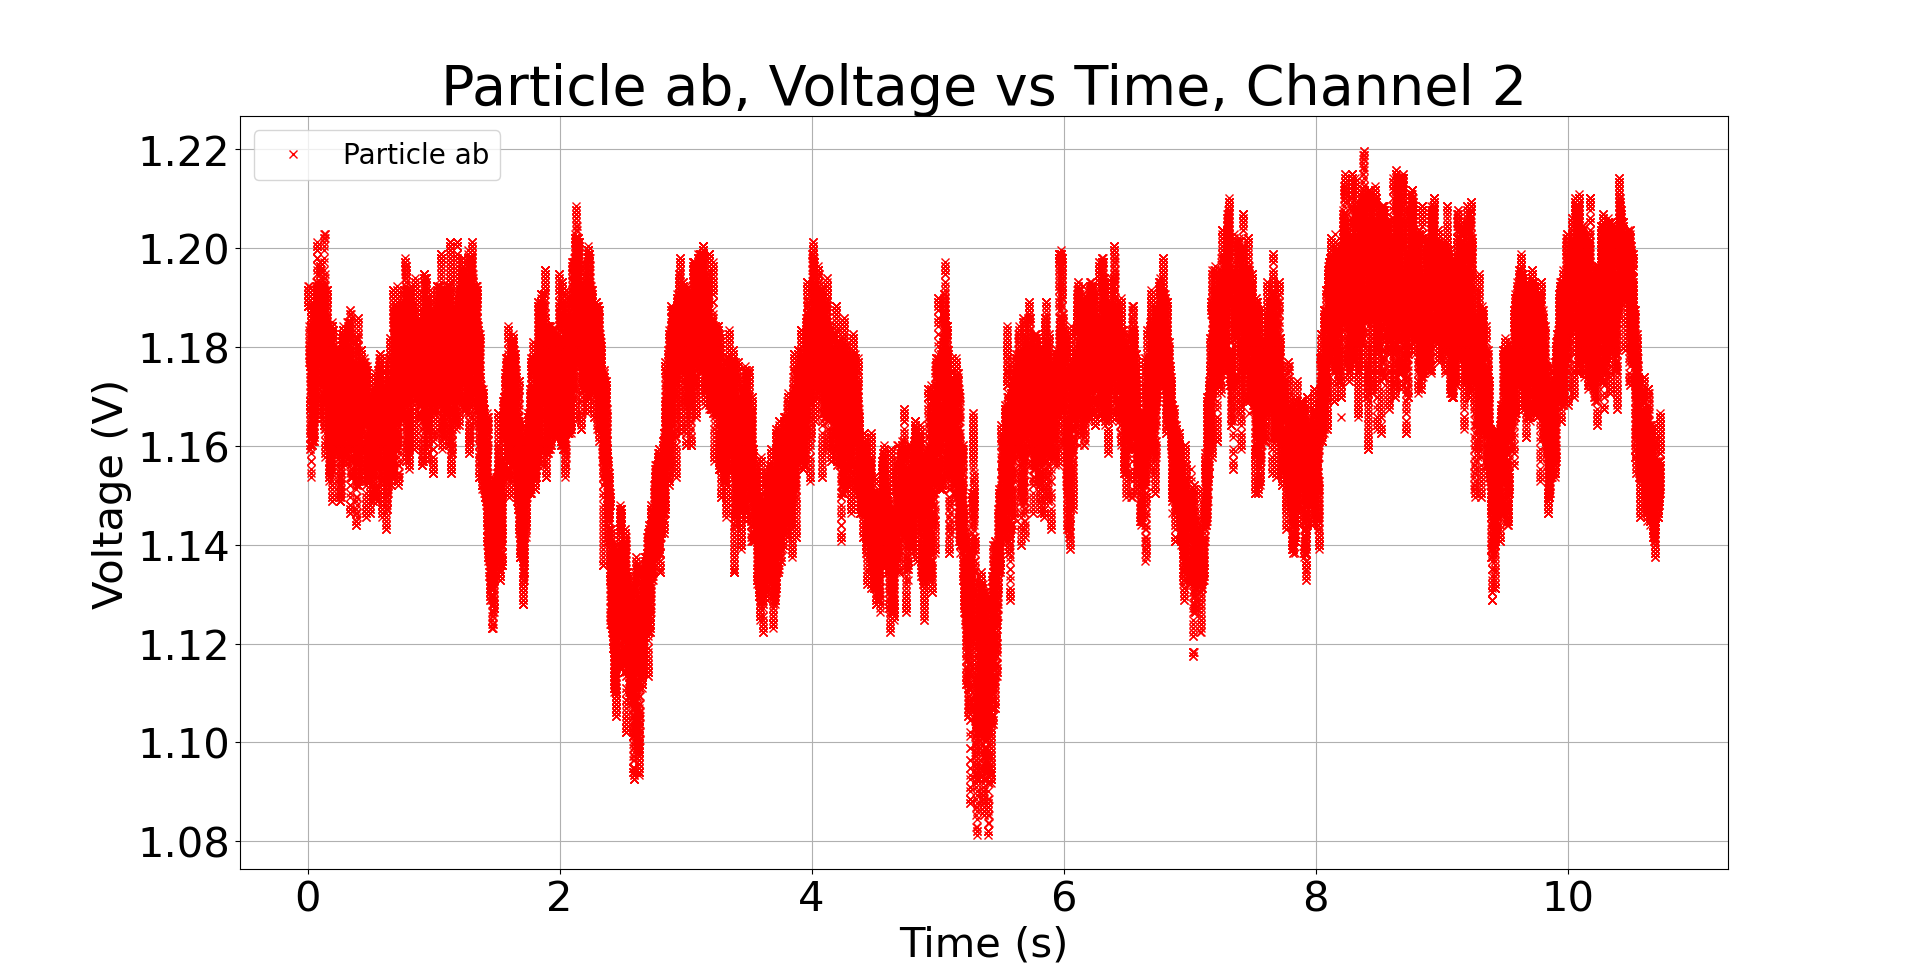 Particle ab, Voltage vs Time, Channel 2
Particle ab
1.22
1.20
1.18
1.16
1.14
1.12
1.10
1.08
Voltage (V)
0 2 4 6 8 10
Time (s)